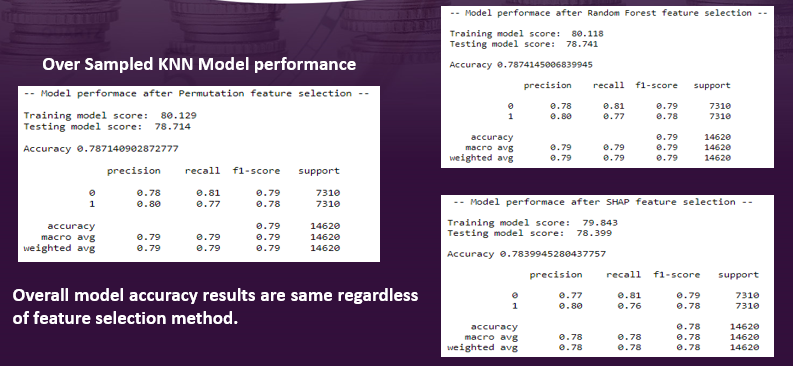 Over Sampled KNN Model performance
-- Model performace after Permutation feature selection --
Training model score: 80.129
Testing model score: 78.714
Accuracy 0.787140902872777
precision recall f1-score support
0 0.78 0.81 0.79 7310
1 0.80 0.77 0.78 7310
accuracy 0.79 14620
macro avg 0.79 0.79 0.79 14620
weighted avg 0.79 0.79 0.79 14620
Overall model accuracy results are same regardless
of feature selection method.
-- Model performace after Random Forest feature selection --
Training model score: 80.118
Testing model score: 78.741
Accuracy 0.7874145006839945
precision recall f1-score support
0 0.78 0.81 0.79 7310
1 0.80 0.77 0.78 7310
accuracy 0.79 14620
macro avg 0.79 0.79 0.79 14620
weighted avg 0.79 0.79 0.79 14620
-- Model performace after SHAP feature selection --
Training model score: 79.843
Testing model score: 78.399
Accuracy 0.7839945280437757
precision recall f1-score support
0 0.77 0.81 0.79 7310
1 0.80 0.76 0.78 7310
accuracy 0.78 14620
macro avg 0.78 0.78 0.78 14620
weighted avg 0.78 0.78 0.78 14620